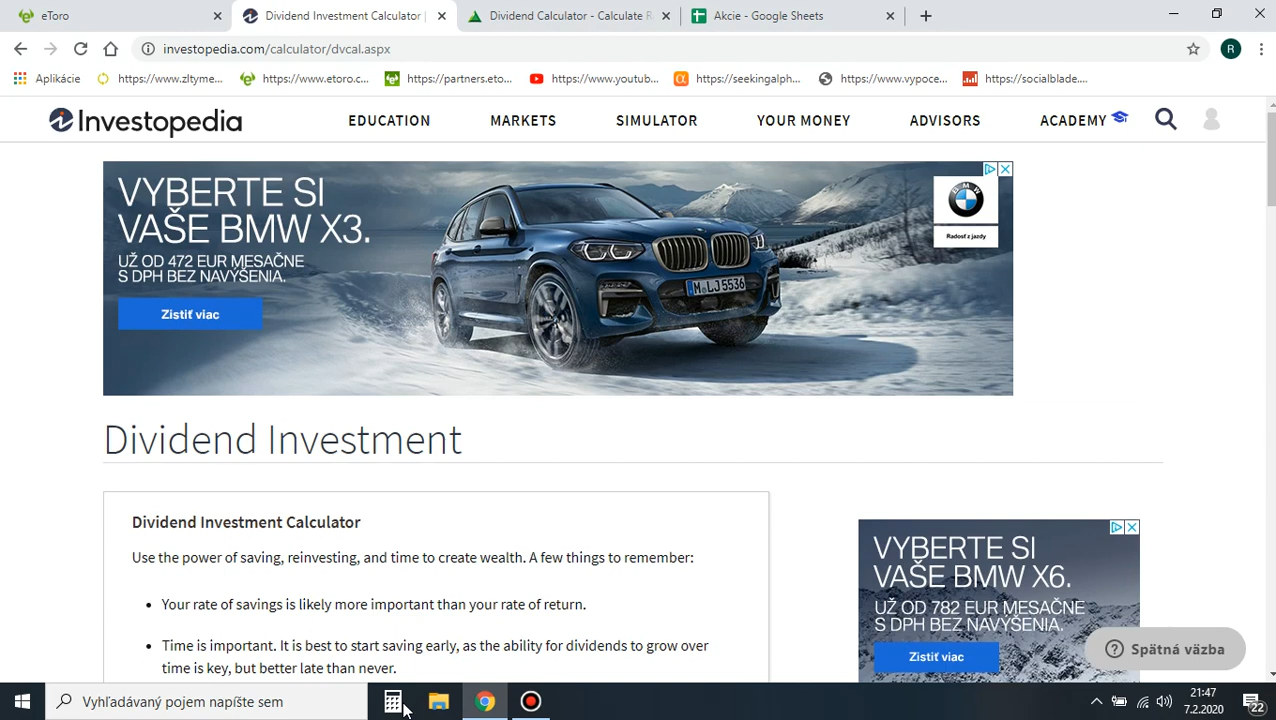 eToro
Dividend Investment Calculator
Dividend Calculator - Calculate R
Akcie - Google Sheets
investopedia.com/calculator/dvcal.aspx
R
Aplikácie
https://www.zltyme...
https://www.etoro.c...
https://partners.eto...
https://www.youtub...
https://seekingalph...
https://www.vypoce...
https://socialblade....
Investopedia
EDUCATION
MARKETS
SIMULATOR
YOUR MONEY
ADVISORS
ACADEMY
VYBERTE SI
VAŠE BMW X3.
UŽ OD 472 EUR MESAČNE
S DPH BEZ NAVÝŠENIA.
Zistiť viac
M LJ 5536
BMW
Radosť z jazdy
Dividend Investment
Dividend Investment Calculator
Use the power of saving, reinvesting, and time to create wealth. A few things to remember:
• Your rate of savings is likely more important than your rate of return.
• Time is important. It is best to start saving early, as the ability for dividends to grow over
time is key, but better late than never.
VYBERTE SI
VAŠE BMW X6.
UŽ OD 782 EUR MESAČNE
S DPH BEZ NAVÝŠENIA.
Zistiť viac
Spätná väzba
Vyhľadávaný pojem napíšte sem
21:47
7.2.2020
22